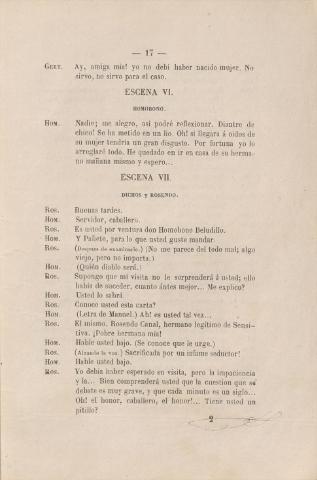 — 17 —
GERT. Ay, amiga mia! yo no debí haber nacido mujer. No
sirvo, no sirvo para el caso.
ESCENA VI.
HOMOBONO.
HOM. Nadie; me alegro, así podré reflexionar. Diantre de
chico! Se ha metido en un lio. Oh! si llegára á oidos de
su mujer tendria un gran disgusto. Por fortuna yo lo
arreglaré todo. He quedado en ir en casa de su herma-
no mañana mismo y espero...
ESCENA VII.
DICHOS y ROSENDO.
ROS. Buenas tardes.
HOM. Servidor, caballero.
ROS. Es usted por ventura don Homobono Beludillo.
HOM. Y Pañete, para lo que usted guste mandar
ROS. (Despues de examinarlo.) (No me parece del todo mal; algo
viejo, pero no importa.)
HOM. (Quién diablo será.)
ROS. Supongo que mi visita no le sorprenderá á usted; ello
habia de suceder, cuanto ántes mejor... Me explico?
HOM. Usted lo sabrá
ROS. Conoce usted esta carta?
HOM. (Letra de Manuel.) Ah! es usted tal vez...
ROS. El mismo. Rosendo Canal, hermano legítimo de Sensi-
tiva. ¡Pobre hermana mia!
HOM. Hable usted bajo. (Se conoce que le urge.)
ROS. (Alzando la voz.) Sacrificada por un infame seductor!
HOM. Hable usted bajo.
ROS. Yo debia haber esperado en visita, pero la impaciencia
y la... Bien comprenderá usted que la cuestion que se
debate es muy grave, y que cada minuto es un siglo...
Oh! el honor, caballero, el honor!... Tiene usted un
pitillo?
2